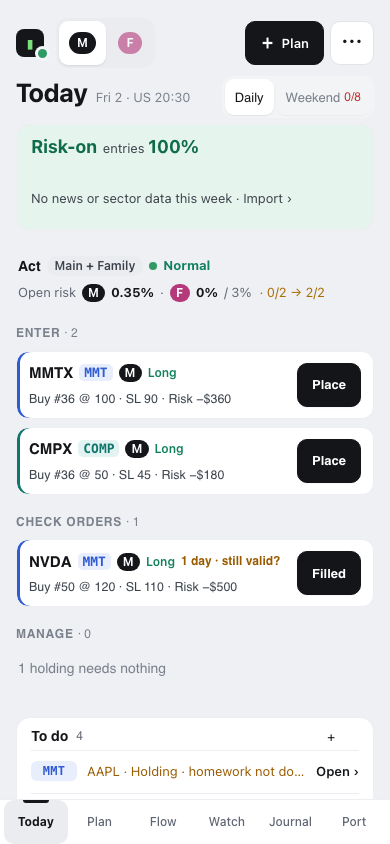 M F + Plan ···
Today Fri 2 · US 20:30 Daily Weekend 0/8
Risk-on entries 100%
No news or sector data this week · Import ›
Act Main + Family Normal
Open risk M 0.35% · F 0% / 3% · 0/2 → 2/2
ENTER · 2
MMTX MMT M Long
Buy #36 @ 100 · SL 90 · Risk −$360
Place
CMPX COMP M Long
Buy #36 @ 50 · SL 45 · Risk −$180
Place
CHECK ORDERS · 1
NVDA MMT M Long 1 day · still valid?
Buy #50 @ 120 · SL 110 · Risk −$500
Filled
MANAGE · 0
1 holding needs nothing
To do 4 +
MMT AAPL · Holding · homework not do... Open ›
Today Plan Flow Watch Journal Port